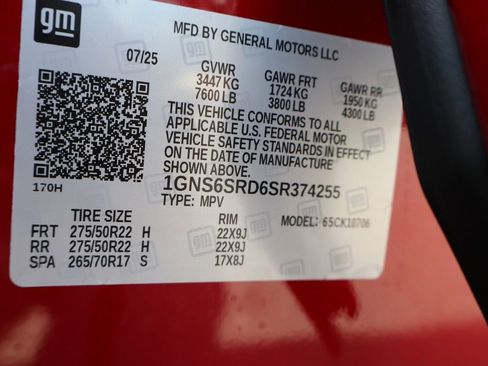 gm
MFD BY GENERAL MOTORS LLC
07/25 GVWR GAWR FRT GAWR RR
3447 KG 1724 KG 1950 KG
7600 LB 3800 LB 4300 LB
THIS VEHICLE CONFORMS TO ALL
APPLICABLE U.S. FEDERAL MOTOR
VEHICLE SAFETY STANDARDS IN EFFECT
ON THE DATE OF MANUFACTURE
SHOWN ABOVE.
170H 1GNS6SRD6SR374255
TYPE: MPV MODEL: 65CK10706
TIRE SIZE RIM
FRT 275/50R22 H 22X9J
RR 275/50R22 H 22X9J
SPA 265/70R17 S 17X8J